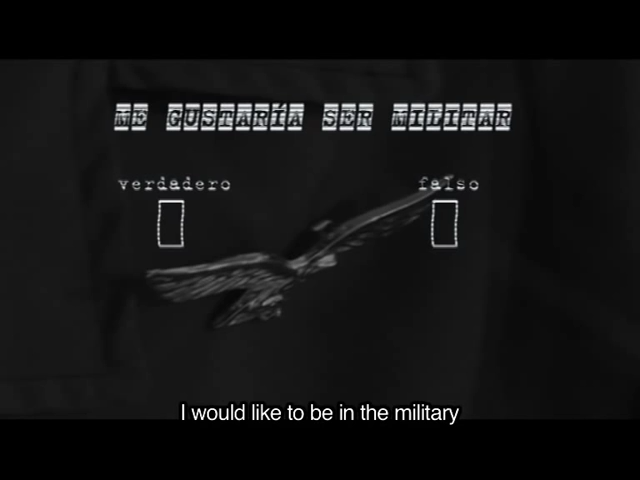 ME GUSTARÍA SER MILITAR
verdadero falso
I would like to be in the military